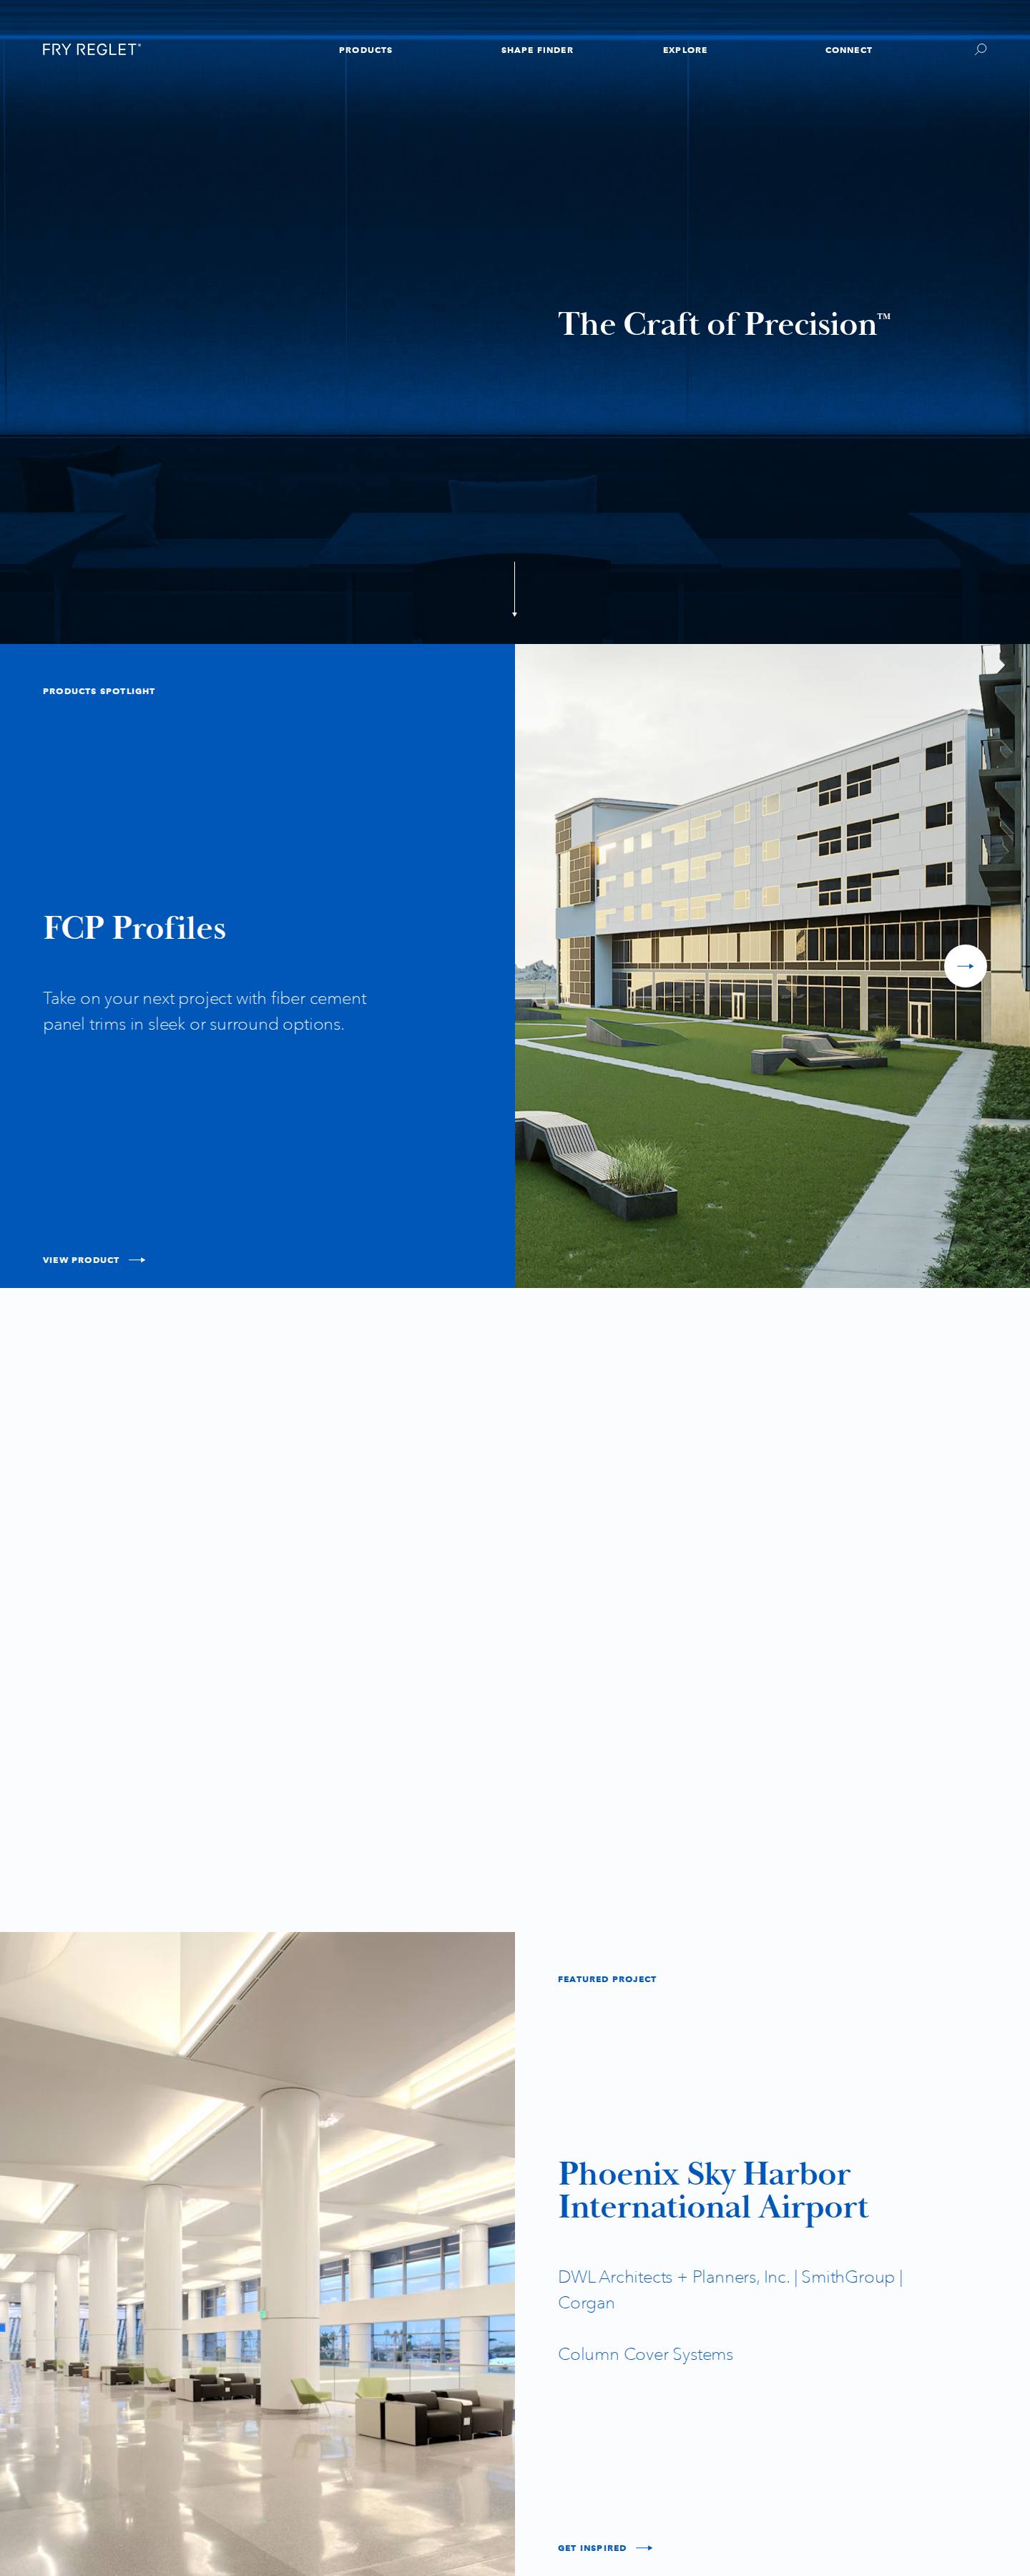 FRY REGLET®
PRODUCTS
SHAPE FINDER
EXPLORE
CONNECT
The Craft of Precision™
PRODUCTS SPOTLIGHT
FCP Profiles
Take on your next project with fiber cement
panel trims in sleek or surround options.
VIEW PRODUCT
FEATURED PROJECT
Phoenix Sky Harbor
International Airport
DWL Architects + Planners, Inc. | SmithGroup |
Corgan
Column Cover Systems
GET INSPIRED